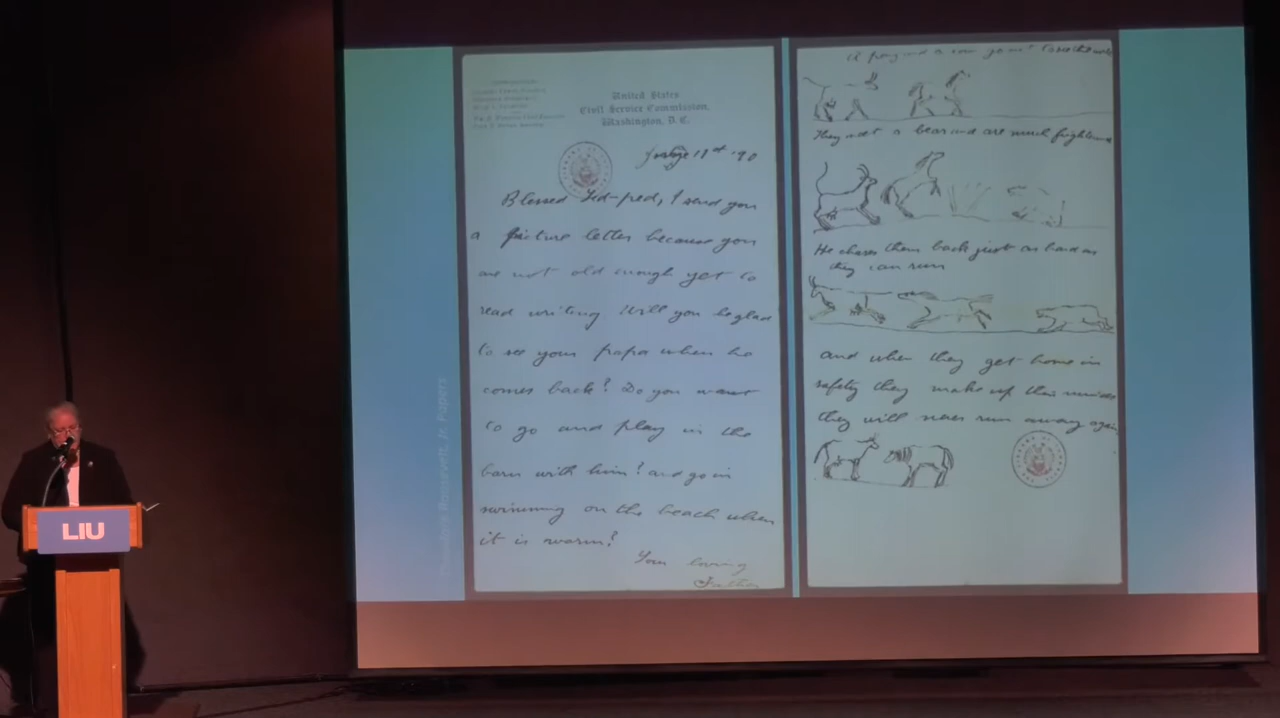 United States
Civil Service Commission,
Washington, D.C.
'90
Blessed Ted-ped, I send you
a picture letter because you
are not old enough yet to
read writing Will you be glad
to see your papa when he
comes back? Do you want
to go and play in the
barn with him? and go in
swimming on the beach when
it is warm?
Your loving
Father
They meet a bear and are much frightened
He chases them back just as hard as
they can run
and when they get home in
safety they make up their minds
they will never run away again
Roosevelt, Jr. Papers
LIU